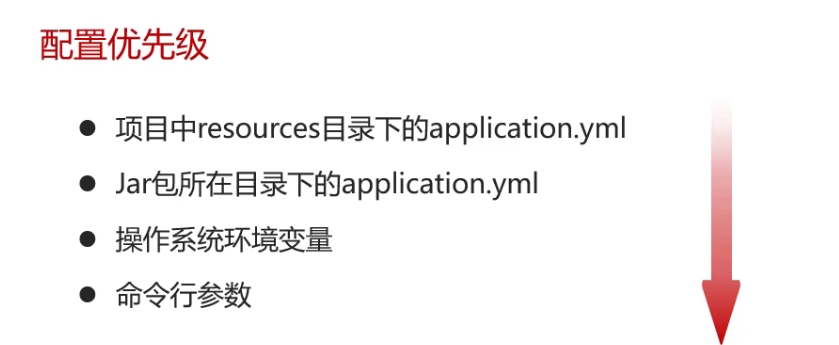 配置优先级
● 项目中resources目录下的application.yml
● Jar包所在目录下的application.yml
● 操作系统环境变量
● 命令行参数